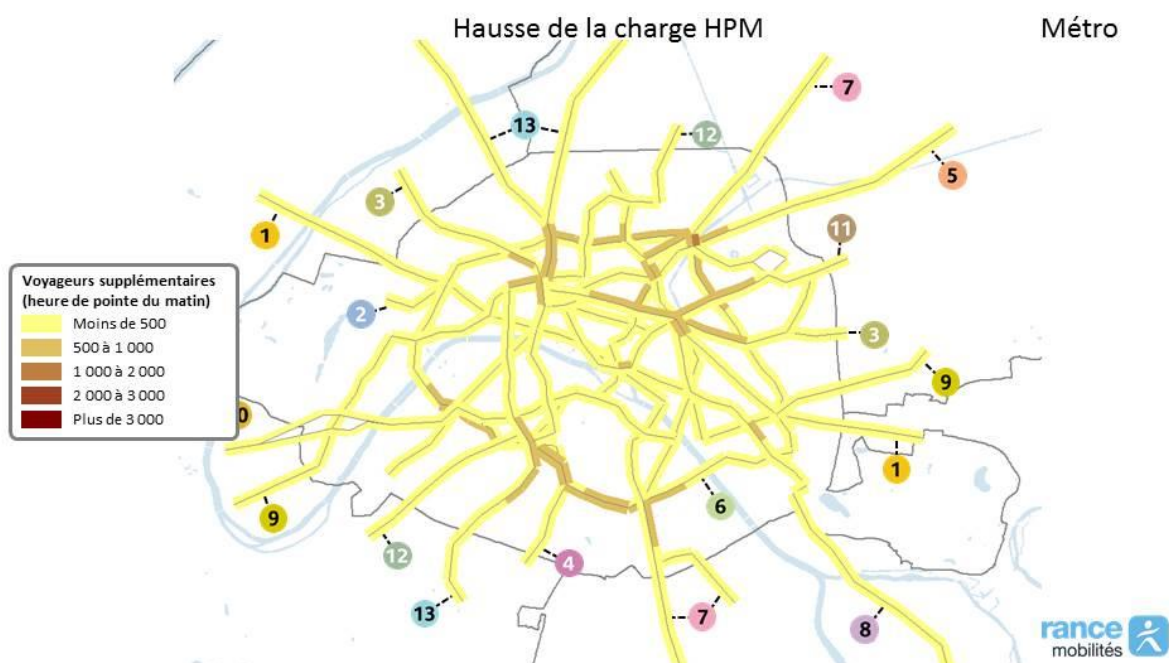 Hausse de la charge HPM
Métro
7
13
12
5
3
1
11
Voyageurs supplémentaires
(heure de pointe du matin)
Moins de 500
500 à 1 000
1 000 à 2 000
2 000 à 3 000
Plus de 3 000
2
3
9
0
1
6
9
12
4
13
7
8
rance
mobilités